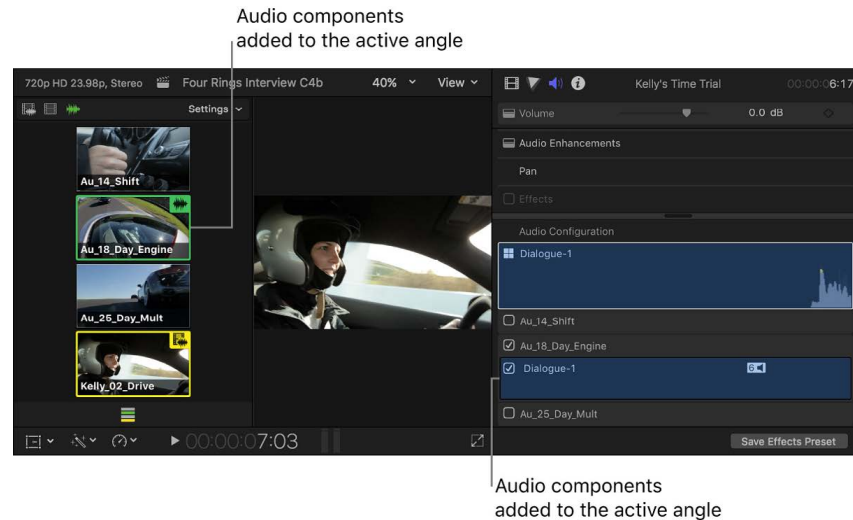 Audio components
added to the active angle
720p HD 23.98p, Stereo Four Rings Interview C4b 40% View Kelly's Time Trial 00:00:06:17
Settings
Volume 0.0 dB
Audio Enhancements
Pan
Effects
Audio Configuration
Dialogue-1
Au_14_Shift
Au_18_Day_Engine
Au_25_Day_Mult
Kelly_02_Drive
Au_14_Shift
Au_18_Day_Engine
Dialogue-1 6
Au_25_Day_Mult
00:00:07:03
Save Effects Preset
Audio components
added to the active angle